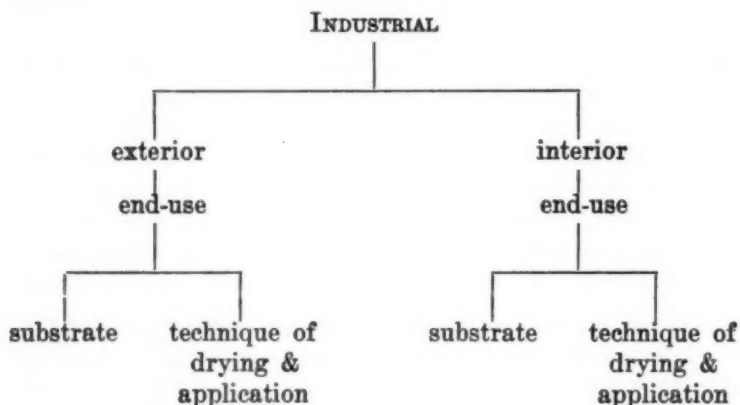 INDUSTRIAL
exterior interior
end-use end-use
substrate technique of substrate technique of
drying & drying &
application application